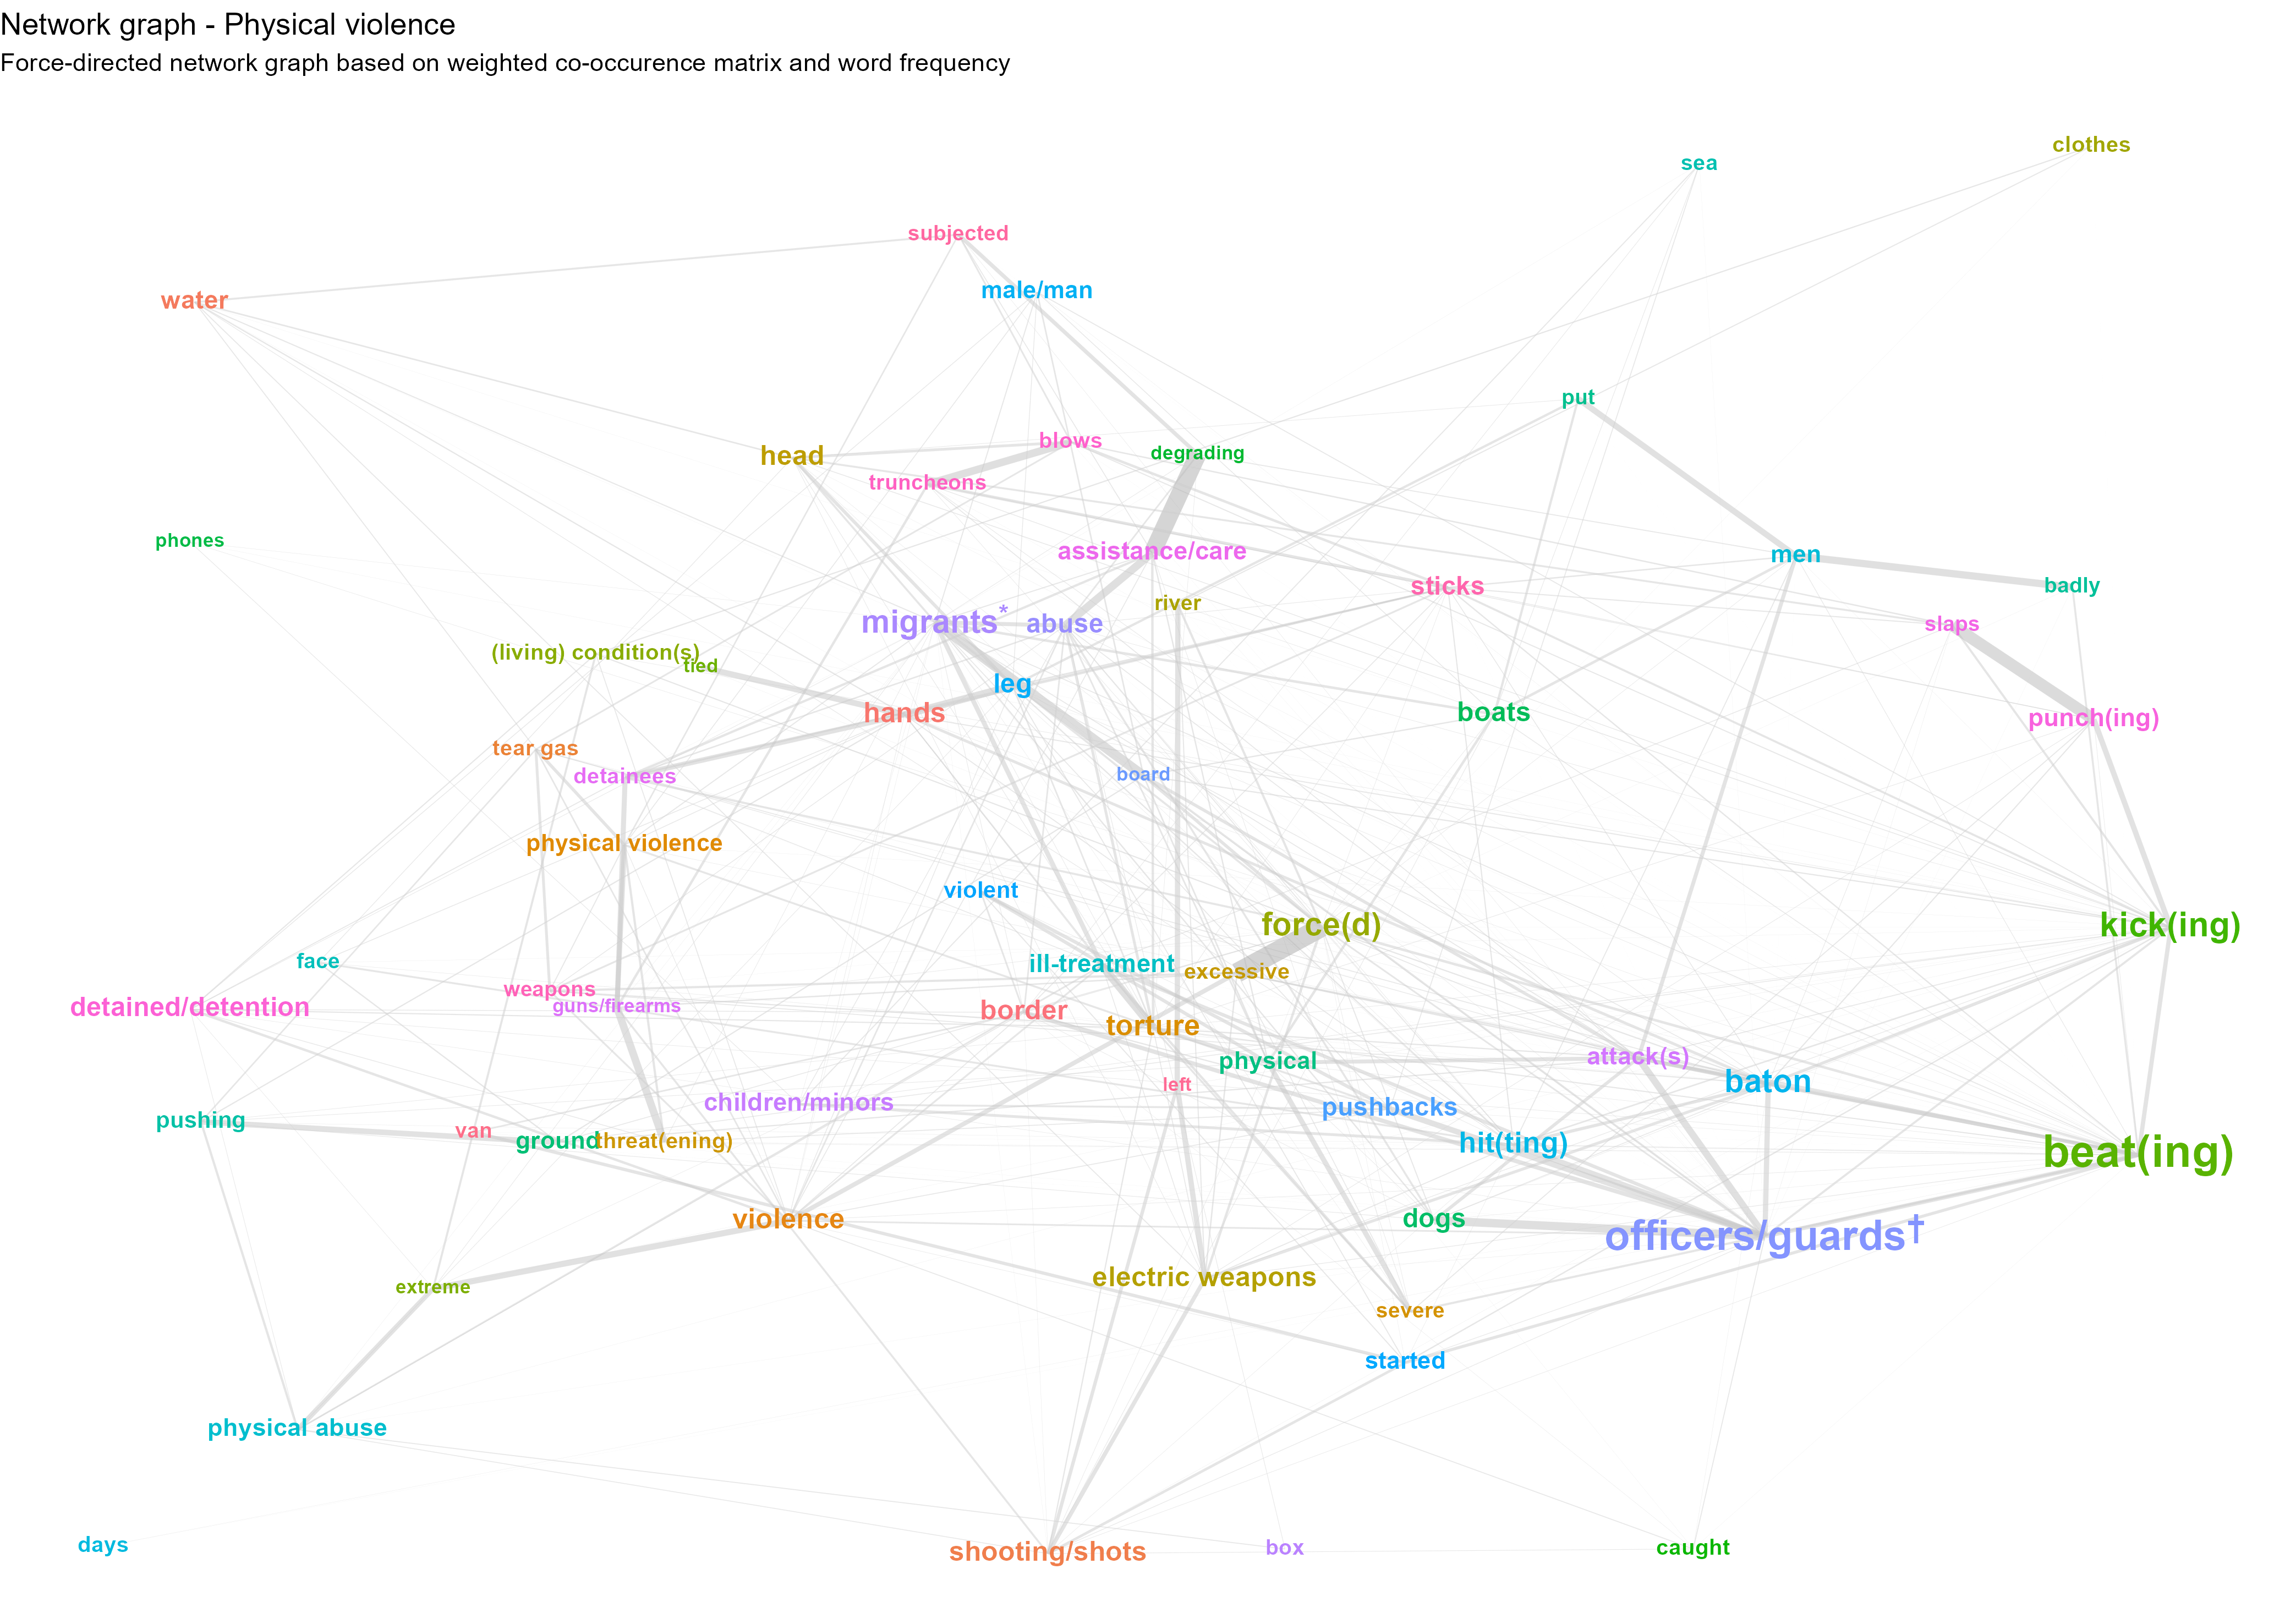 Network graph - Physical violence
Force-directed network graph based on weighted co-occurence matrix and word frequency
clothes
sea
subjected
male/man
water
put
blows
degrading
head
truncheons
phones
assistance/care
men
badly
sticks
river
migrants*
abuse
slaps
(living) condition(s)
tied
leg
hands
boats
punch(ing)
tear gas
detainees
board
physical violence
violent
force(d)
kick(ing)
face
ill-treatment
excessive
weapons
detained/detention
guns/firearms
border
torture
physical
attack(s)
baton
left
children/minors
pushbacks
pushing
van
ground
threat(ening)
hit(ting)
beat(ing)
violence
dogs
officers/guards†
extreme
electric weapons
severe
started
physical abuse
days
shooting/shots
box
caught